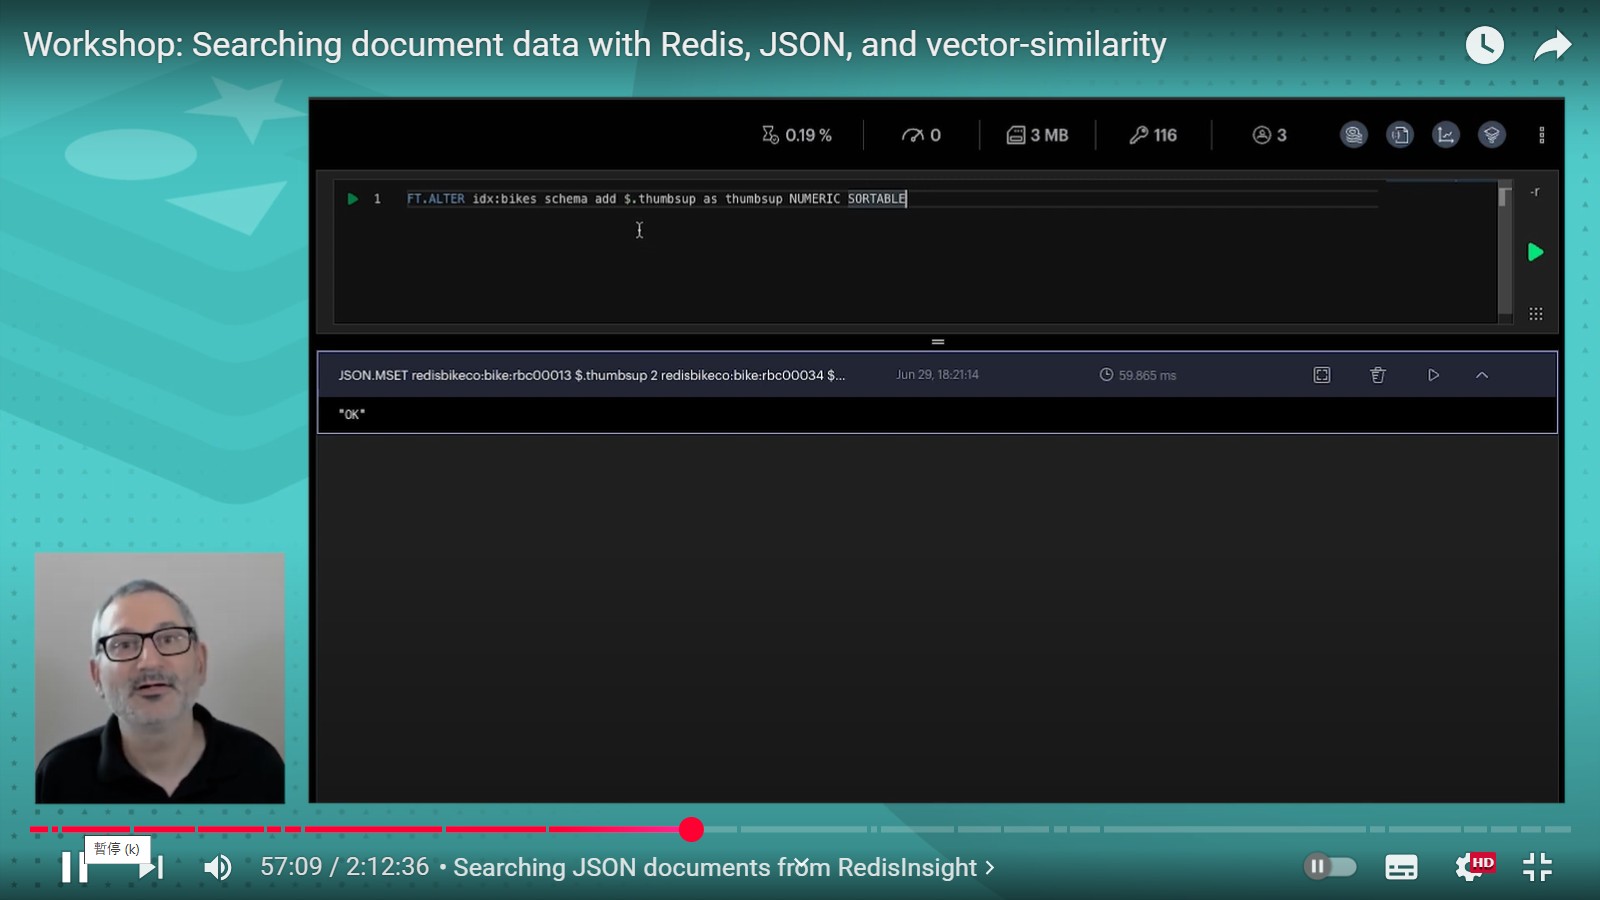 Workshop: Searching document data with Redis, JSON, and vector-similarity
0.19 %
0
3 MB
116
3
1
FT.ALTER idx:bikes schema add $.thumbsup as thumbsup NUMERIC SORTABLE
-r
JSON.MSET redisbikeco:bike:rbc00013 $.thumbsup 2 redisbikeco:bike:rbc00034 $...
Jun 29, 18:21:14
59.865 ms
"OK"
暂停 (k)
57:09 / 2:12:36 • Searching JSON documents from RedisInsight
HD